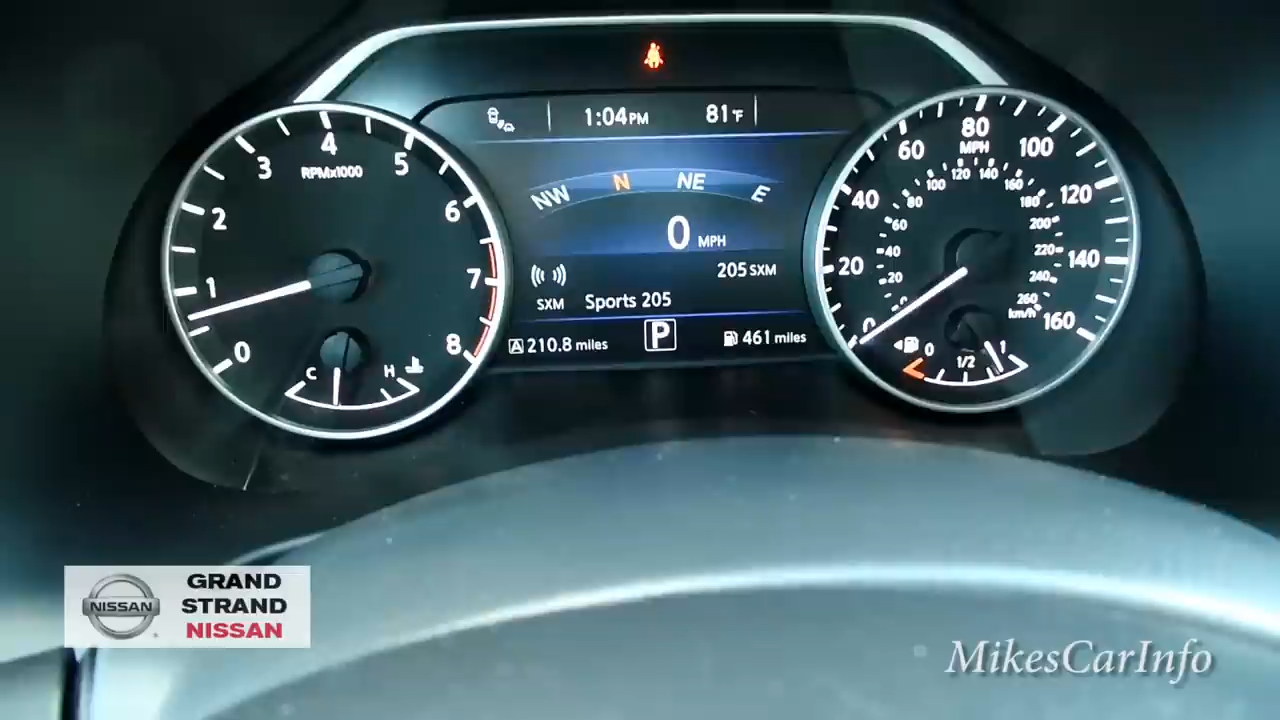 1:04PM 81°F
NW N NE E
0 MPH
205 SXM
SXM Sports 205
A 210.8 miles P 461 miles
0 1 2 3 4 5 6 7 8
RPMx1000
C H
0 20 40 60 80 100 120 140 160
MPH
0 20 40 60 80 100 120 140 160 180 200 220 240 260
km/h
0 1/2 1
NISSAN
GRAND
STRAND
NISSAN
MikesCarInfo